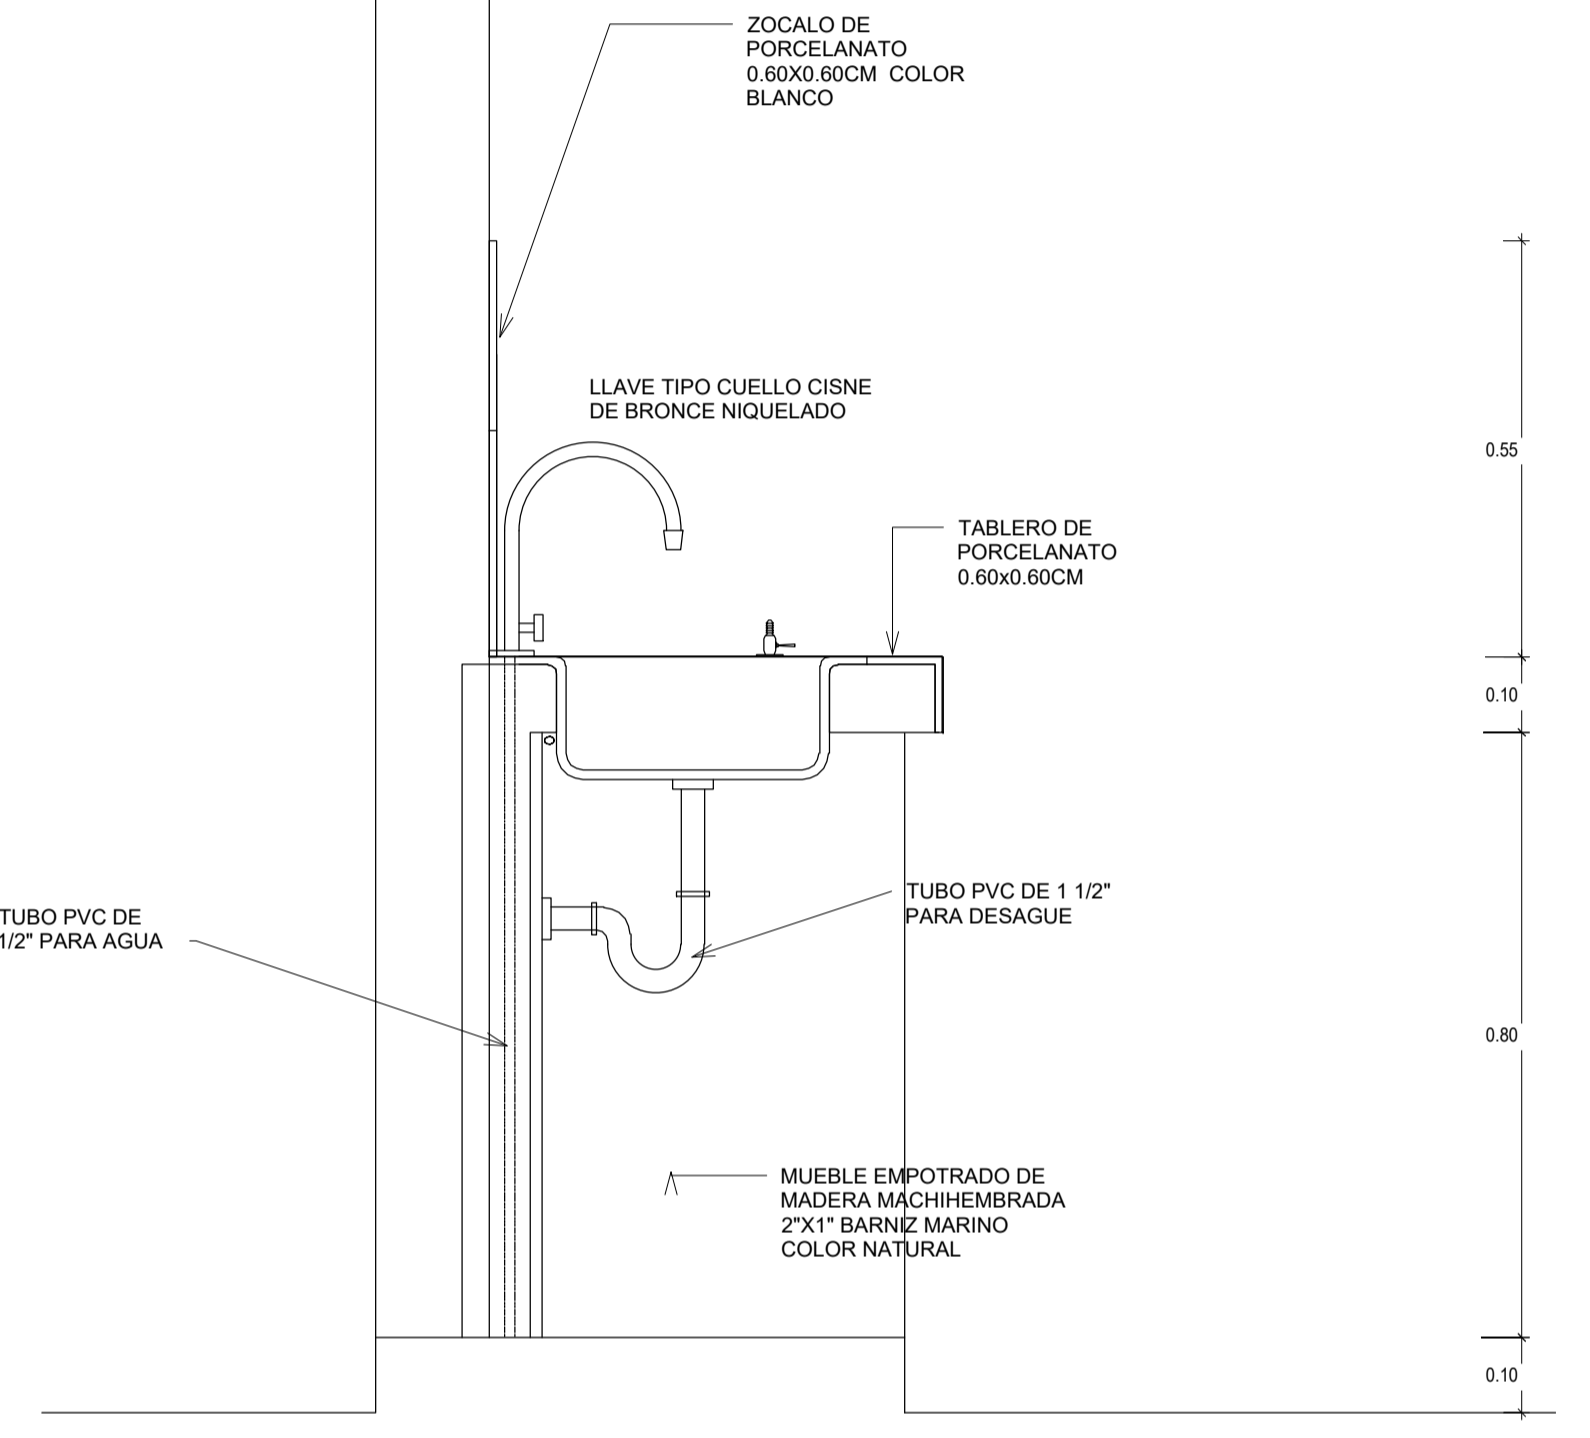 ZOCALO DE
PORCELANATO
0.60X0.60CM COLOR
BLANCO
LLAVE TIPO CUELLO CISNE
DE BRONCE NIQUELADO
0.55
TABLERO DE
PORCELANATO
0.60x0.60CM
0.10
TUBO PVC DE 1 1/2"
PARA DESAGUE
TUBO PVC DE
1/2" PARA AGUA
0.80
MUEBLE EMPOTRADO DE
MADERA MACHIHEMBRADA
2"X1" BARNIZ MARINO
COLOR NATURAL
0.10